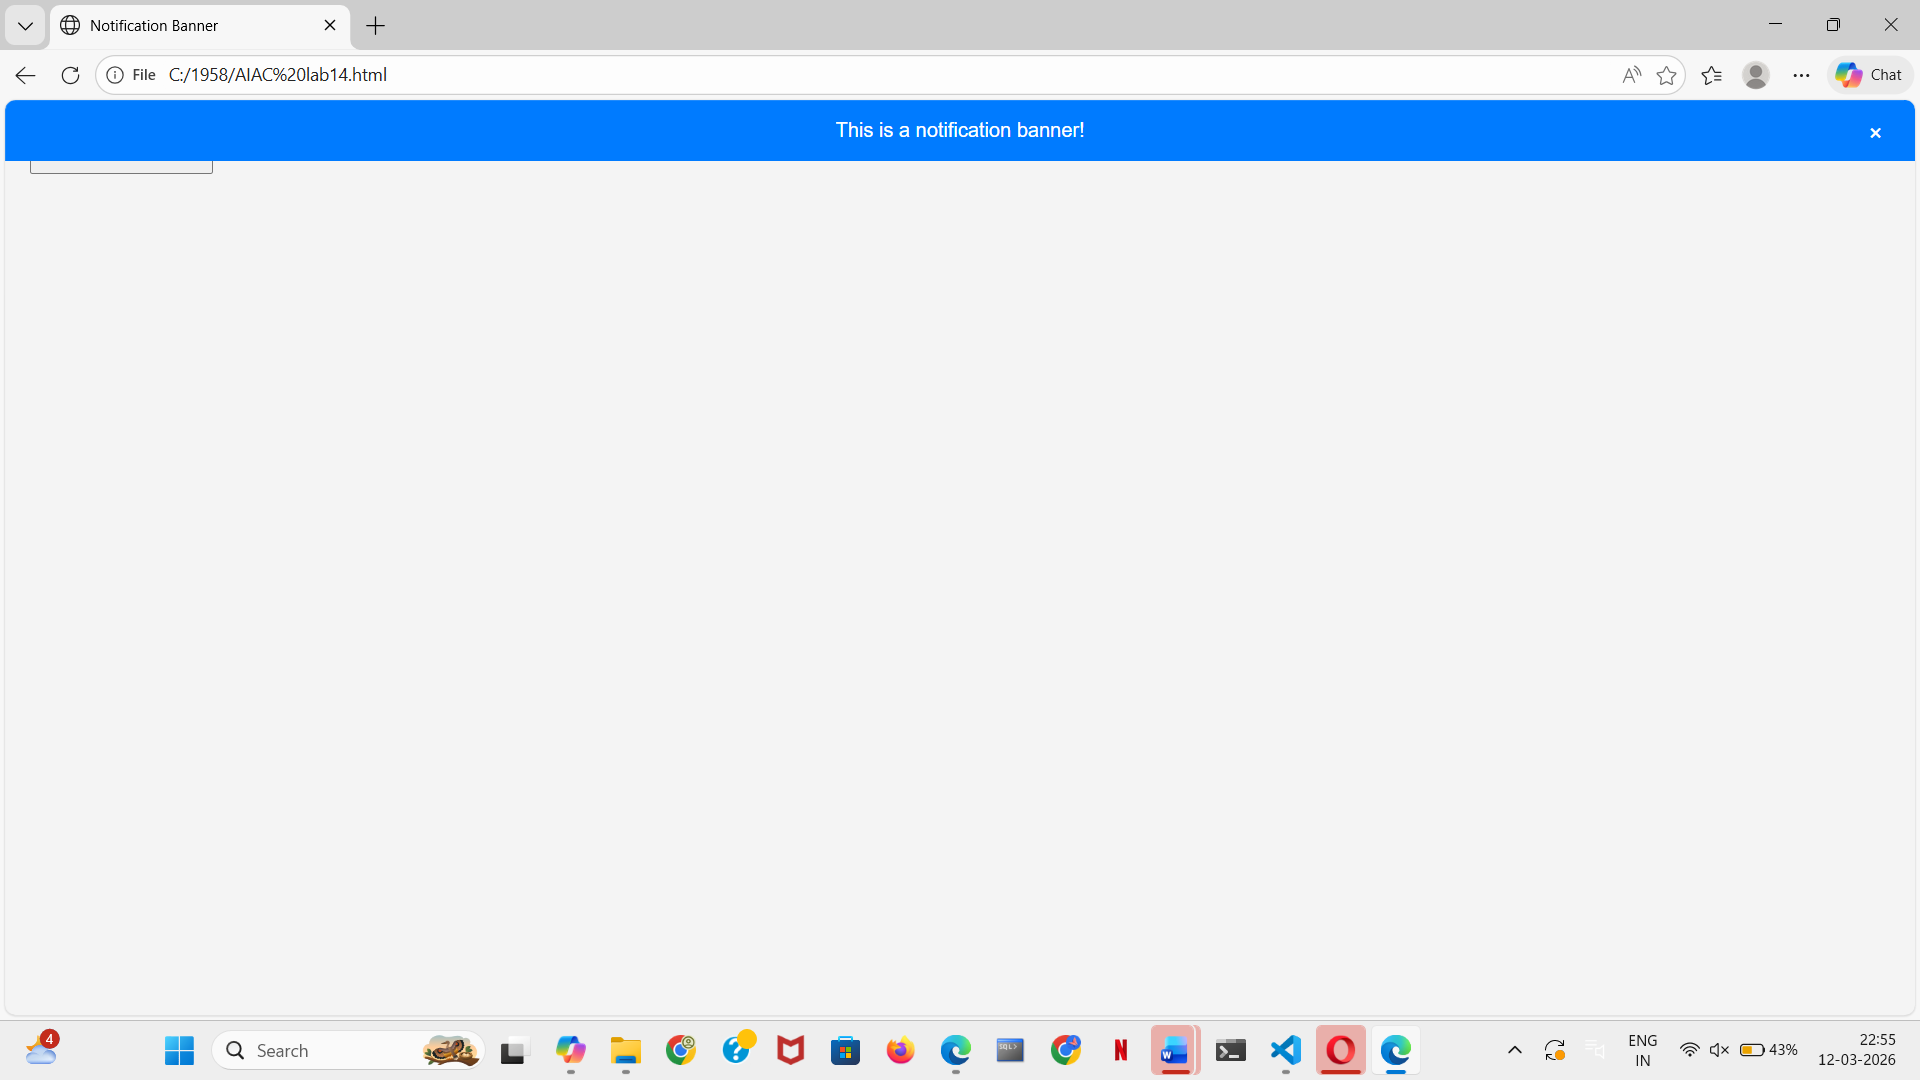 Notification Banner
File C:/1958/AIAC%20lab14.html
Chat
This is a notification banner!
×
4
Search
SQL>
N
W
ENG
IN
43%
22:55
12-03-2026